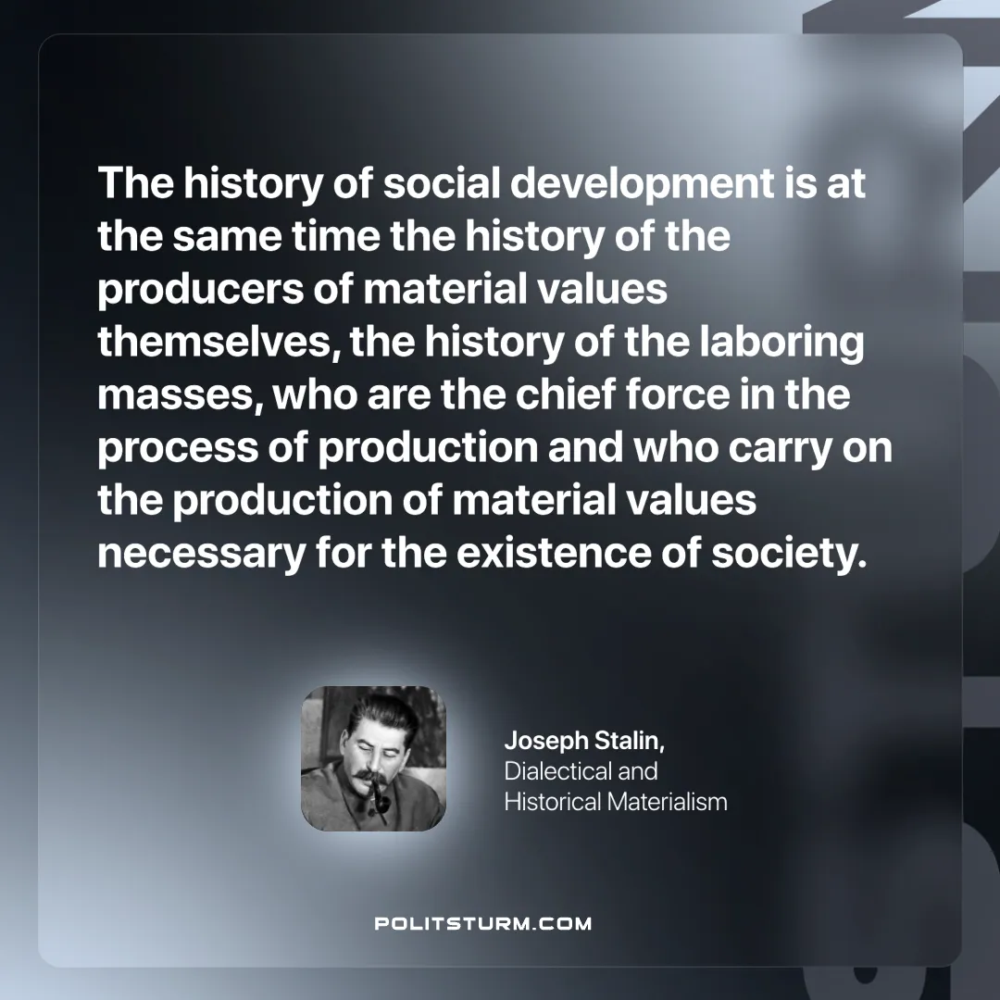 The history of social development is at
the same time the history of the
producers of material values
themselves, the history of the laboring
masses, who are the chief force in the
process of production and who carry on
the production of material values
necessary for the existence of society.
Joseph Stalin,
Dialectical and
Historical Materialism
POLITSTURM.COM